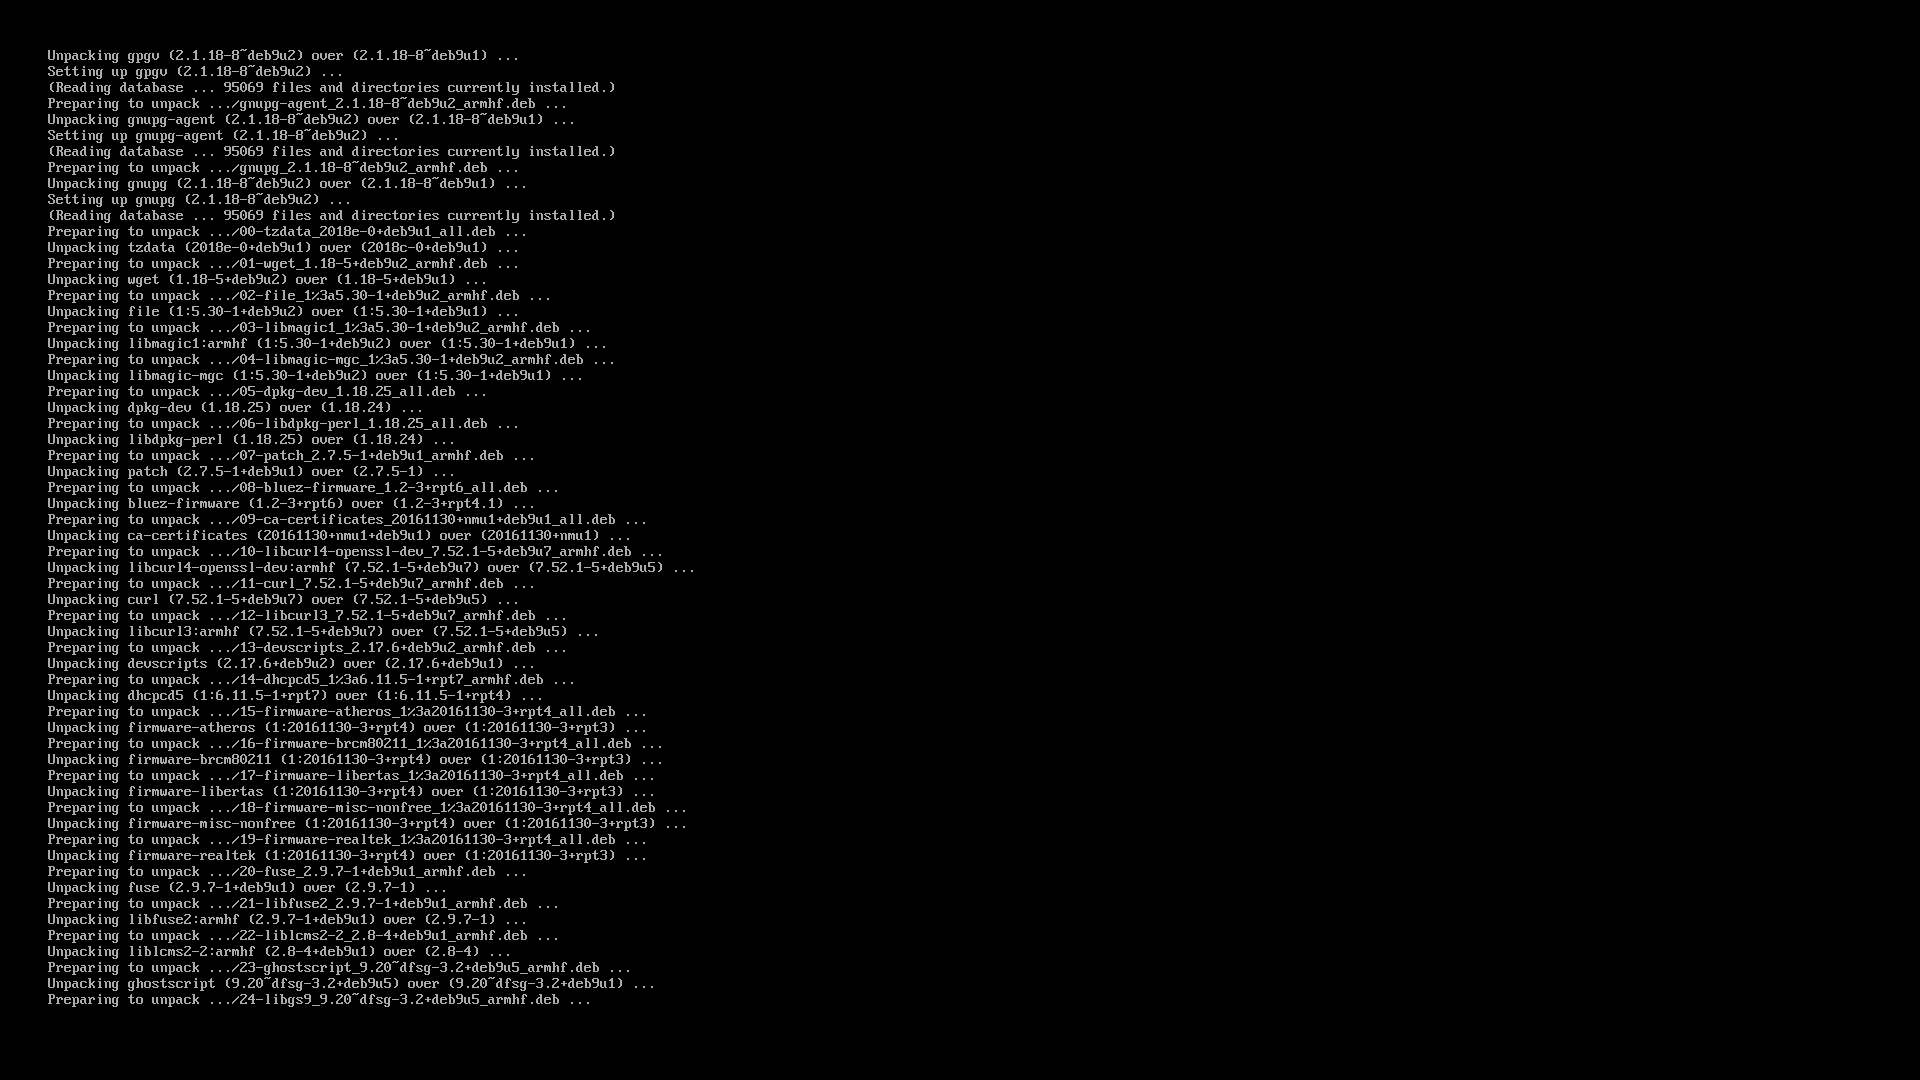 Unpacking gpgv (2.1.18-8~deb9u2) over (2.1.18-8~deb9u1) ...
Setting up gpgv (2.1.18-8~deb9u2) ...
(Reading database ... 95069 files and directories currently installed.)
Preparing to unpack .../gnupg-agent_2.1.18-8~deb9u2_armhf.deb ...
Unpacking gnupg-agent (2.1.18-8~deb9u2) over (2.1.18-8~deb9u1) ...
Setting up gnupg-agent (2.1.18-8~deb9u2) ...
(Reading database ... 95069 files and directories currently installed.)
Preparing to unpack .../gnupg_2.1.18-8~deb9u2_armhf.deb ...
Unpacking gnupg (2.1.18-8~deb9u2) over (2.1.18-8~deb9u1) ...
Setting up gnupg (2.1.18-8~deb9u2) ...
(Reading database ... 95069 files and directories currently installed.)
Preparing to unpack .../00-tzdata_2018e-0+deb9u1_all.deb ...
Unpacking tzdata (2018e-0+deb9u1) over (2018c-0+deb9u1) ...
Preparing to unpack .../01-wget_1.18-5+deb9u2_armhf.deb ...
Unpacking wget (1.18-5+deb9u2) over (1.18-5+deb9u1) ...
Preparing to unpack .../02-file_1%3a5.30-1+deb9u2_armhf.deb ...
Unpacking file (1:5.30-1+deb9u2) over (1:5.30-1+deb9u1) ...
Preparing to unpack .../03-libmagic1_1%3a5.30-1+deb9u2_armhf.deb ...
Unpacking libmagic1:armhf (1:5.30-1+deb9u2) over (1:5.30-1+deb9u1) ...
Preparing to unpack .../04-libmagic-mgc_1%3a5.30-1+deb9u2_armhf.deb ...
Unpacking libmagic-mgc (1:5.30-1+deb9u2) over (1:5.30-1+deb9u1) ...
Preparing to unpack .../05-dpkg-dev_1.18.25_all.deb ...
Unpacking dpkg-dev (1.18.25) over (1.18.24) ...
Preparing to unpack .../06-libdpkg-perl_1.18.25_all.deb ...
Unpacking libdpkg-perl (1.18.25) over (1.18.24) ...
Preparing to unpack .../07-patch_2.7.5-1+deb9u1_armhf.deb ...
Unpacking patch (2.7.5-1+deb9u1) over (2.7.5-1) ...
Preparing to unpack .../08-bluez-firmware_1.2-3+rpt6_all.deb ...
Unpacking bluez-firmware (1.2-3+rpt6) over (1.2-3+rpt4.1) ...
Preparing to unpack .../09-ca-certificates_20161130+nmu1+deb9u1_all.deb ...
Unpacking ca-certificates (20161130+nmu1+deb9u1) over (20161130+nmu1) ...
Preparing to unpack .../10-libcurl4-openssl-dev_7.52.1-5+deb9u7_armhf.deb ...
Unpacking libcurl4-openssl-dev:armhf (7.52.1-5+deb9u7) over (7.52.1-5+deb9u5) ...
Preparing to unpack .../11-curl_7.52.1-5+deb9u7_armhf.deb ...
Unpacking curl (7.52.1-5+deb9u7) over (7.52.1-5+deb9u5) ...
Preparing to unpack .../12-libcurl3_7.52.1-5+deb9u7_armhf.deb ...
Unpacking libcurl3:armhf (7.52.1-5+deb9u7) over (7.52.1-5+deb9u5) ...
Preparing to unpack .../13-devscripts_2.17.6+deb9u2_armhf.deb ...
Unpacking devscripts (2.17.6+deb9u2) over (2.17.6+deb9u1) ...
Preparing to unpack .../14-dhcpcd5_1%3a6.11.5-1+rpt7_armhf.deb ...
Unpacking dhcpcd5 (1:6.11.5-1+rpt7) over (1:6.11.5-1+rpt4) ...
Preparing to unpack .../15-firmware-atheros_1%3a20161130-3+rpt4_all.deb ...
Unpacking firmware-atheros (1:20161130-3+rpt4) over (1:20161130-3+rpt3) ...
Preparing to unpack .../16-firmware-brcm80211_1%3a20161130-3+rpt4_all.deb ...
Unpacking firmware-brcm80211 (1:20161130-3+rpt4) over (1:20161130-3+rpt3) ...
Preparing to unpack .../17-firmware-libertas_1%3a20161130-3+rpt4_all.deb ...
Unpacking firmware-libertas (1:20161130-3+rpt4) over (1:20161130-3+rpt3) ...
Preparing to unpack .../18-firmware-misc-nonfree_1%3a20161130-3+rpt4_all.deb ...
Unpacking firmware-misc-nonfree (1:20161130-3+rpt4) over (1:20161130-3+rpt3) ...
Preparing to unpack .../19-firmware-realtek_1%3a20161130-3+rpt4_all.deb ...
Unpacking firmware-realtek (1:20161130-3+rpt4) over (1:20161130-3+rpt3) ...
Preparing to unpack .../20-fuse_2.9.7-1+deb9u1_armhf.deb ...
Unpacking fuse (2.9.7-1+deb9u1) over (2.9.7-1) ...
Preparing to unpack .../21-libfuse2_2.9.7-1+deb9u1_armhf.deb ...
Unpacking libfuse2:armhf (2.9.7-1+deb9u1) over (2.9.7-1) ...
Preparing to unpack .../22-liblcms2-2_2.8-4+deb9u1_armhf.deb ...
Unpacking liblcms2-2:armhf (2.8-4+deb9u1) over (2.8-4) ...
Preparing to unpack .../23-ghostscript_9.20~dfsg-3.2+deb9u5_armhf.deb ...
Unpacking ghostscript (9.20~dfsg-3.2+deb9u5) over (9.20~dfsg-3.2+deb9u1) ...
Preparing to unpack .../24-libgs9_9.20~dfsg-3.2+deb9u5_armhf.deb ...